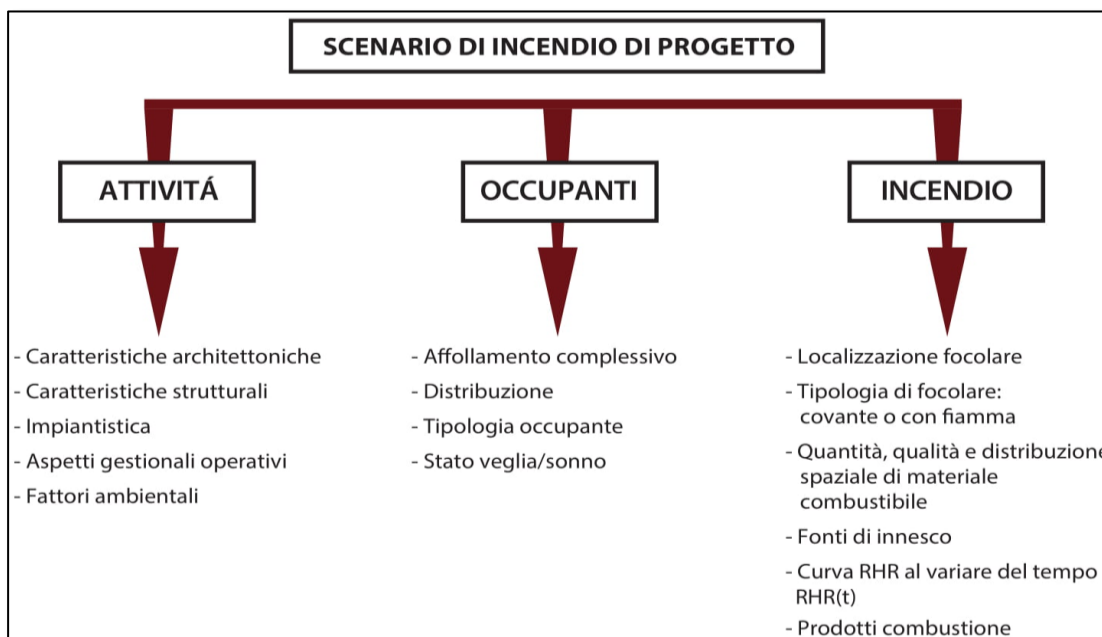 SCENARIO DI INCENDIO DI PROGETTO
ATTIVITÁ
- Caratteristiche architettoniche
- Caratteristiche strutturali
- Impiantistica
- Aspetti gestionali operativi
- Fattori ambientali
OCCUPANTI
- Affollamento complessivo
- Distribuzione
- Tipologia occupante
- Stato veglia/sonno
INCENDIO
- Localizzazione focolare
- Tipologia di focolare:
covante o con fiamma
- Quantità, qualità e distribuzione
spaziale di materiale
combustibile
- Fonti di innesco
- Curva RHR al variare del tempo
RHR(t)
- Prodotti combustione